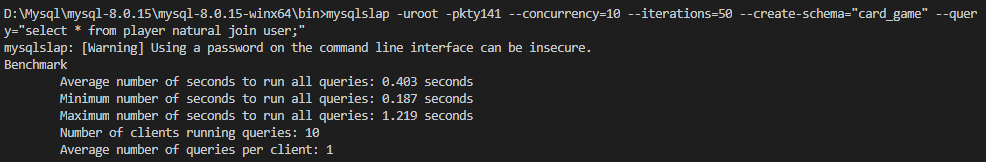 D:\Mysql\mysql-8.0.15\mysql-8.0.15-winx64\bin>mysqlslap -uroot -pkty141 --concurrency=10 --iterations=50 --create-schema="card_game" --quer
y="select * from player natural join user;"
mysqlslap: [Warning] Using a password on the command line interface can be insecure.
Benchmark
        Average number of seconds to run all queries: 0.403 seconds
        Minimum number of seconds to run all queries: 0.187 seconds
        Maximum number of seconds to run all queries: 1.219 seconds
        Number of clients running queries: 10
        Average number of queries per client: 1